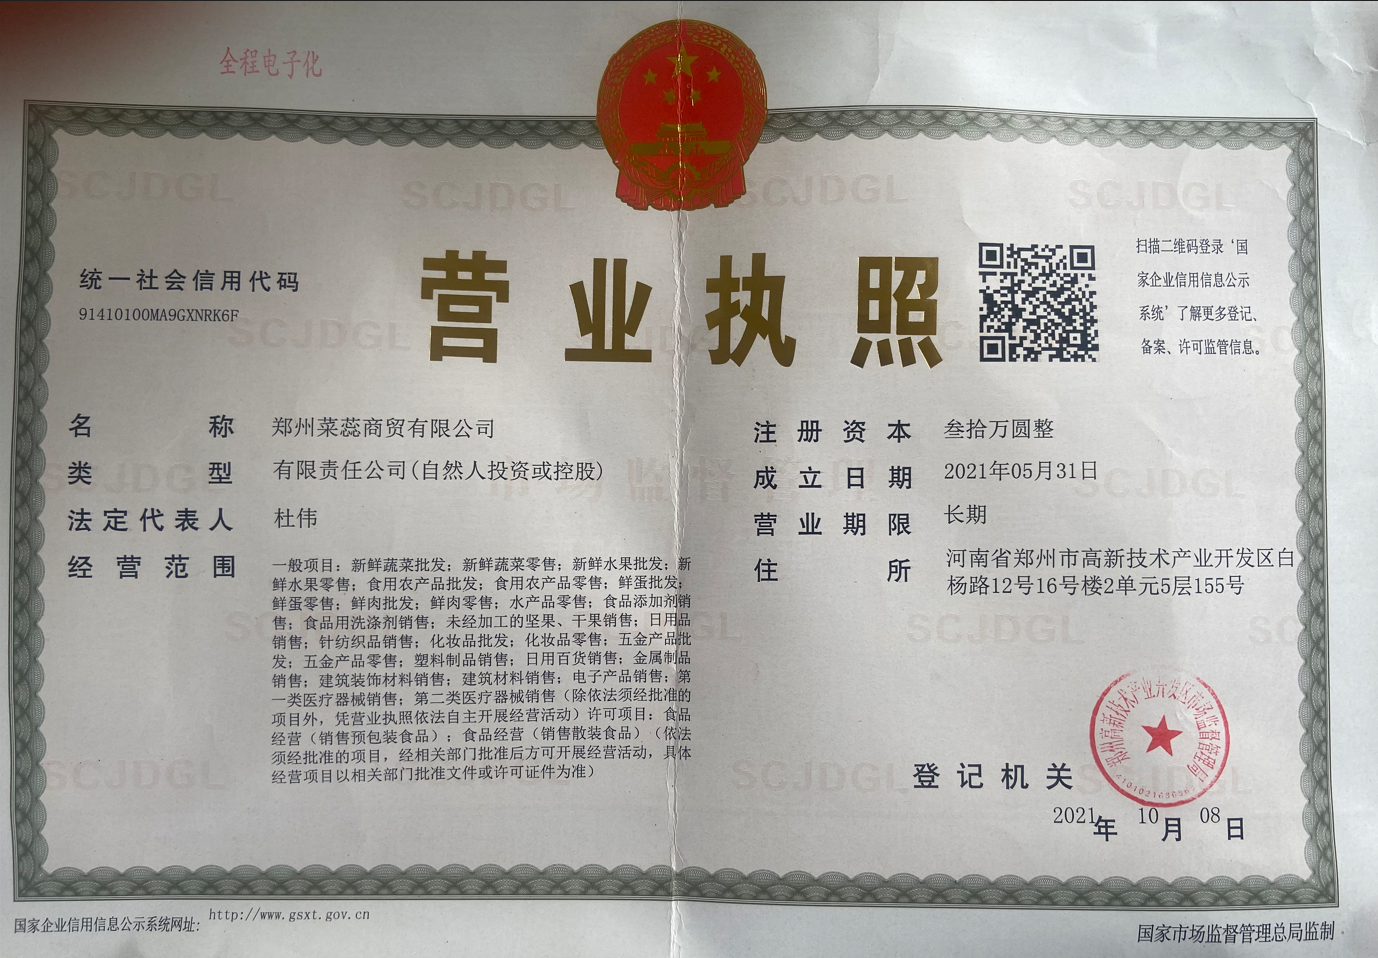 全程电子化
统一社会信用代码
91410100MA9GXNRK6F
营业执照
扫描二维码登录‘国
家企业信用信息公示
系统’了解更多登记、
备案、许可监管信息。
名称 郑州菜蕊商贸有限公司
类型 有限责任公司(自然人投资或控股)
法定代表人 杜伟
经营范围 一般项目：新鲜蔬菜批发；新鲜蔬菜零售；新鲜水果批发；新
鲜水果零售；食用农产品批发；食用农产品零售；鲜蛋批发；
鲜蛋零售；鲜肉批发；鲜肉零售；水产品零售；食品添加剂销
售；食品用洗涤剂销售；未经加工的坚果、干果销售；日用品
销售；针纺织品销售；化妆品批发；化妆品零售；五金产品批
发；五金产品零售；塑料制品销售；日用百货销售；金属制品
销售；建筑装饰材料销售；建筑材料销售；电子产品销售；第
一类医疗器械销售；第二类医疗器械销售（除依法须经批准的
项目外，凭营业执照依法自主开展经营活动）许可项目：食品
经营（销售预包装食品）；食品经营（销售散装食品）（依法
须经批准的项目，经相关部门批准后方可开展经营活动，具体
经营项目以相关部门批准文件或许可证件为准）
注册资本 叁拾万圆整
成立日期 2021年05月31日
营业期限 长期
住所 河南省郑州市高新技术产业开发区白
杨路12号16号楼2单元5层155号
郑州高新技术产业开发区市场监督管理局
登记机关
2021年10月08日
国家企业信用信息公示系统网址：http://www.gsxt.gov.cn
国家市场监督管理总局监制